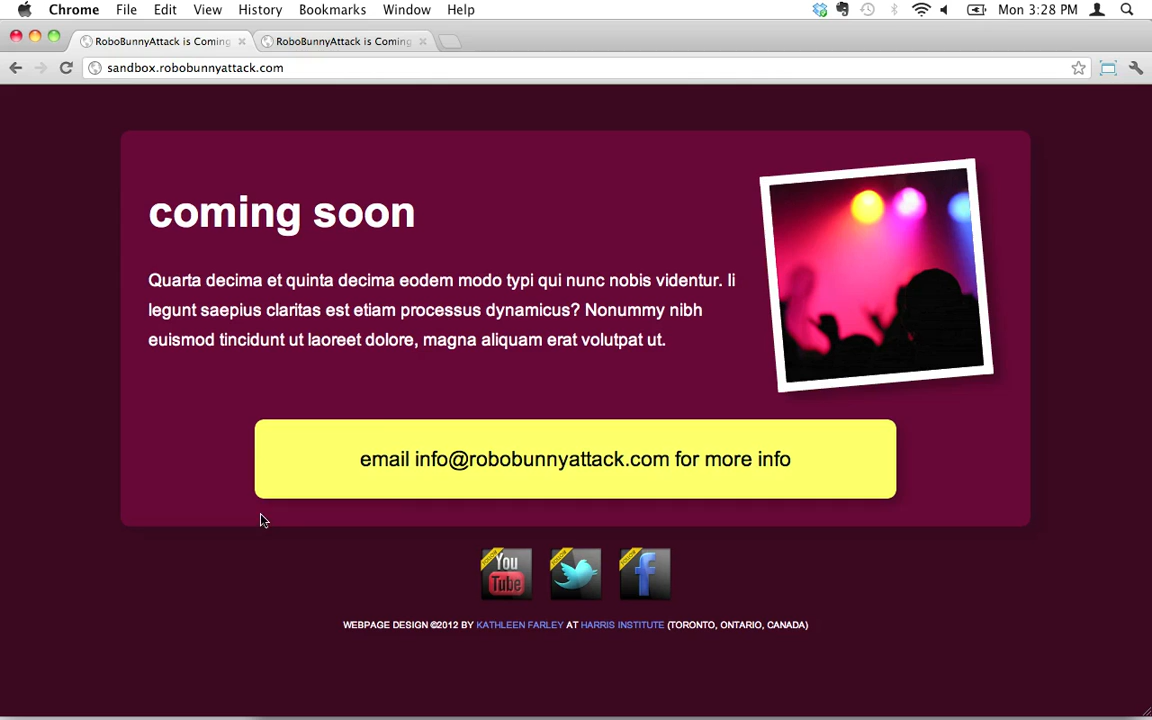 Chrome File Edit View History Bookmarks Window Help Mon 3:28 PM
RoboBunnyAttack is Coming RoboBunnyAttack is Coming
sandbox.robobunnyattack.com
coming soon
Quarta decima et quinta decima eodem modo typi qui nunc nobis videntur. Ii
legunt saepius claritas est etiam processus dynamicus? Nonummy nibh
euismod tincidunt ut laoreet dolore, magna aliquam erat volutpat ut.
email info@robobunnyattack.com for more info
You
Tube
WEBPAGE DESIGN ©2012 BY KATHLEEN FARLEY AT HARRIS INSTITUTE (TORONTO, ONTARIO, CANADA)